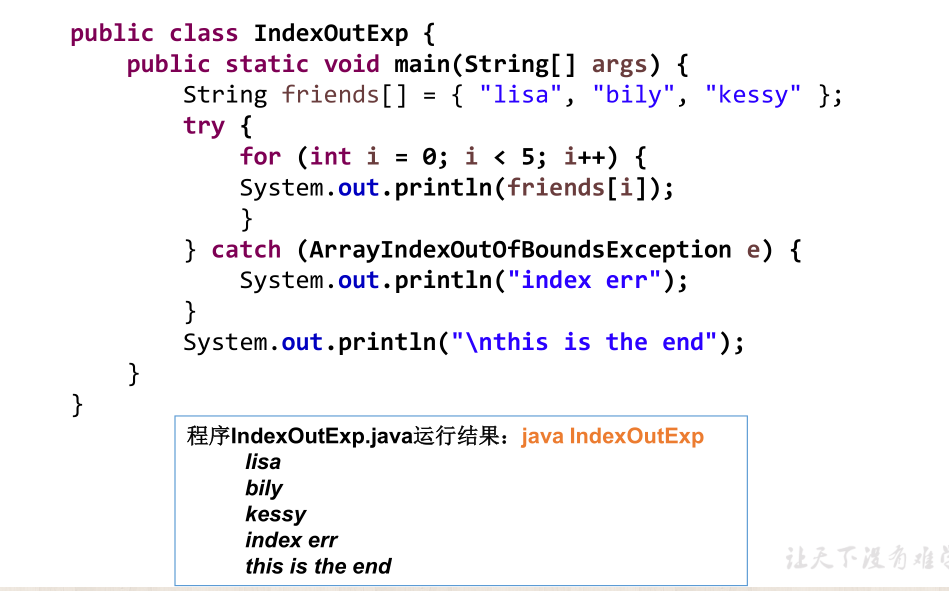 public class IndexOutExp {
public static void main(String[] args) {
String friends[] = { "lisa", "bily", "kessy" };
try {
for (int i = 0; i < 5; i++) {
System.out.println(friends[i]);
}
} catch (ArrayIndexOutOfBoundsException e) {
System.out.println("index err");
}
System.out.println("\nthis is the end");
}
}
程序IndexOutExp.java运行结果：java IndexOutExp
lisa
bily
kessy
index err
this is the end
让天下没有难